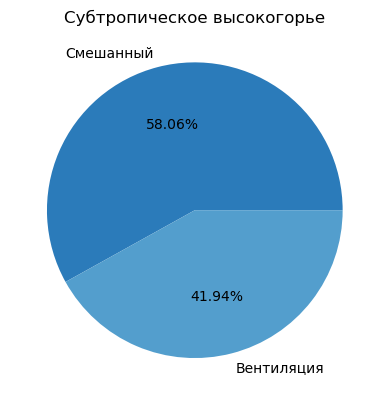 Субтропическое высокогорье
Смешанный
58.06%
41.94%
Вентиляция